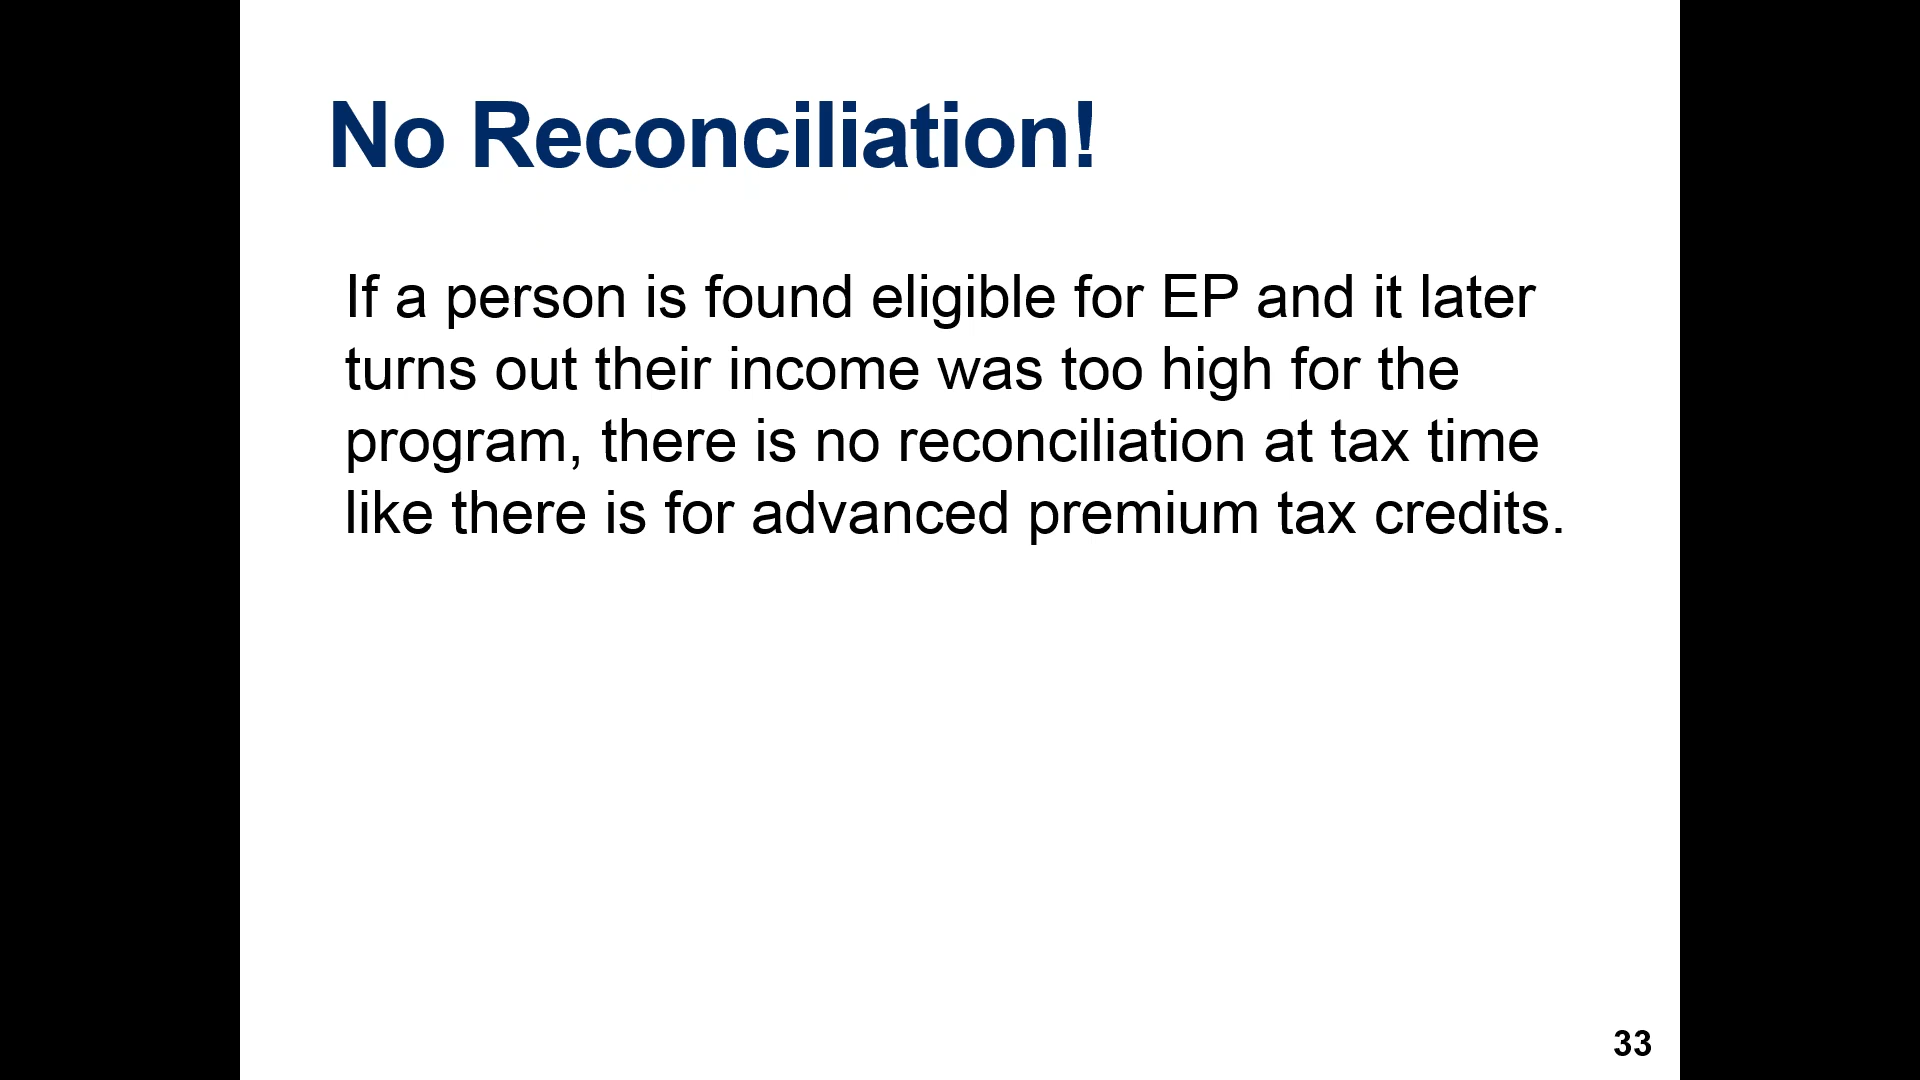 No Reconciliation!
If a person is found eligible for EP and it later
turns out their income was too high for the
program, there is no reconciliation at tax time
like there is for advanced premium tax credits.
33